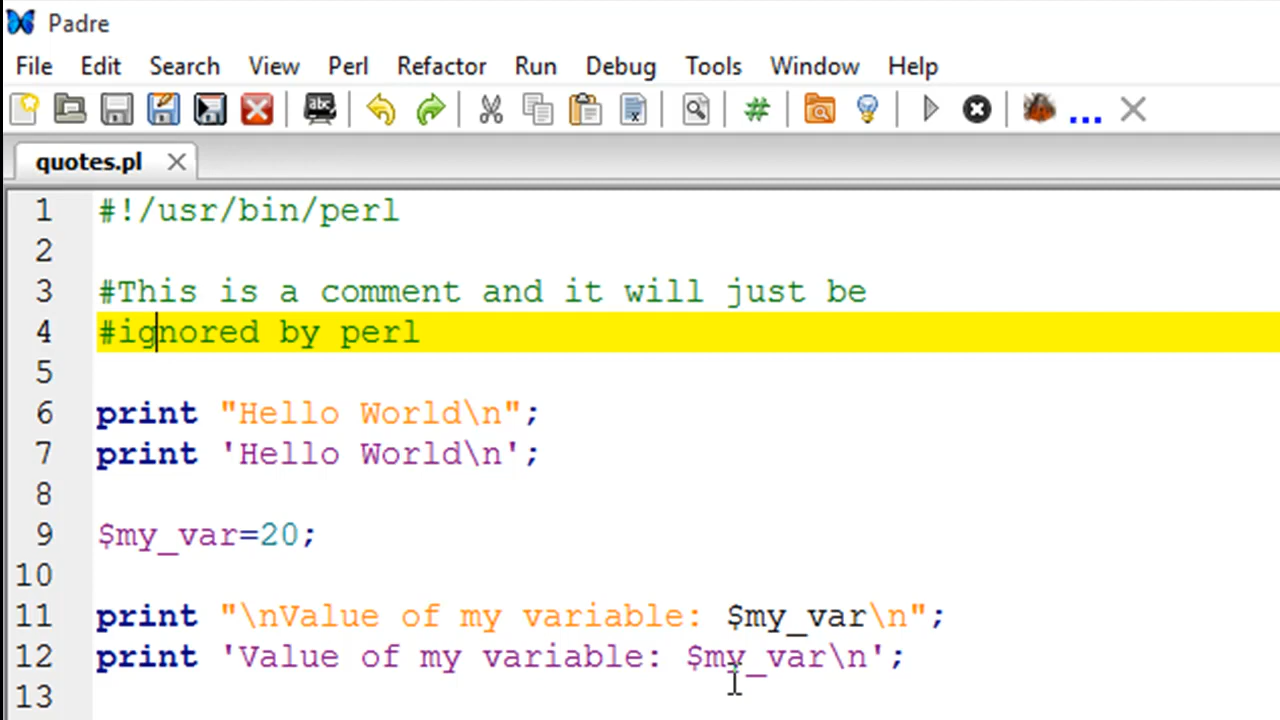 Padre
File Edit Search View Perl Refactor Run Debug Tools Window Help
abc # ...
quotes.pl
1 #!/usr/bin/perl
2
3 #This is a comment and it will just be
4 #ignored by perl
5
6 print "Hello World\n";
7 print 'Hello World\n';
8
9 $my_var=20;
10
11 print "\nValue of my variable: $my_var\n";
12 print 'Value of my variable: $my_var\n';
13